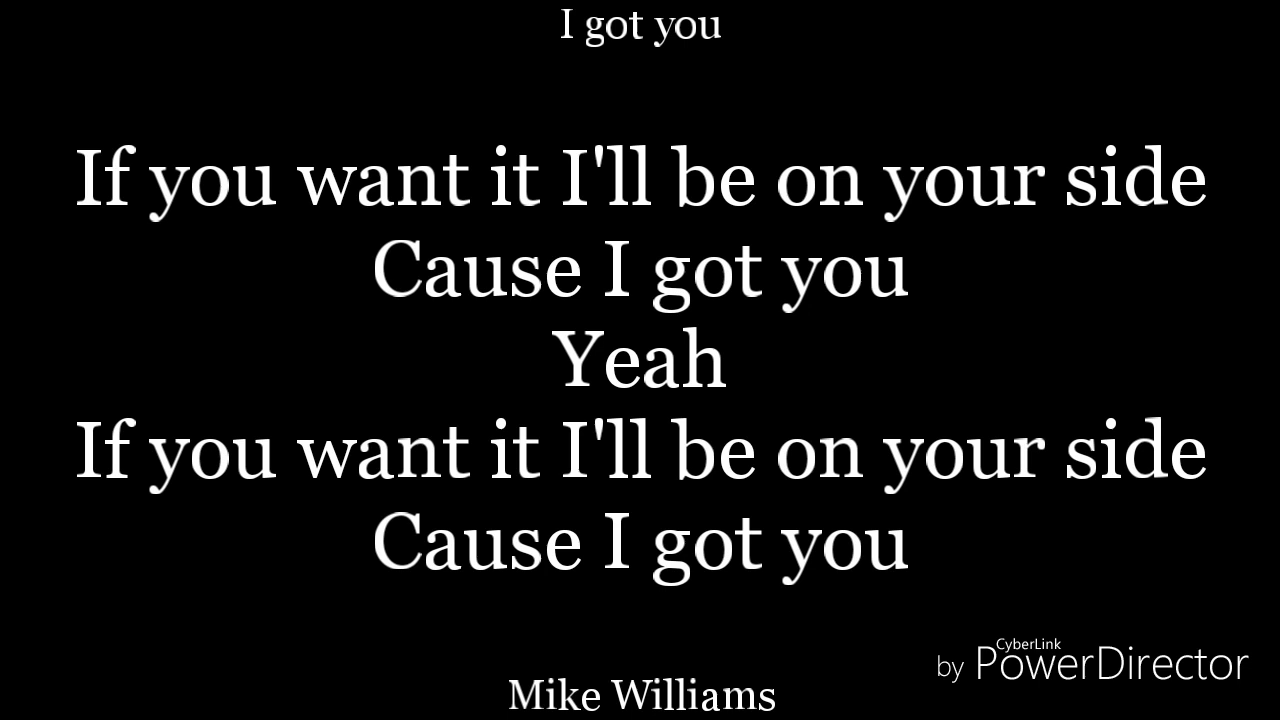 I got you
If you want it I'll be on your side
Cause I got you
Yeah
If you want it I'll be on your side
Cause I got you
CyberLink
by PowerDirector
Mike Williams